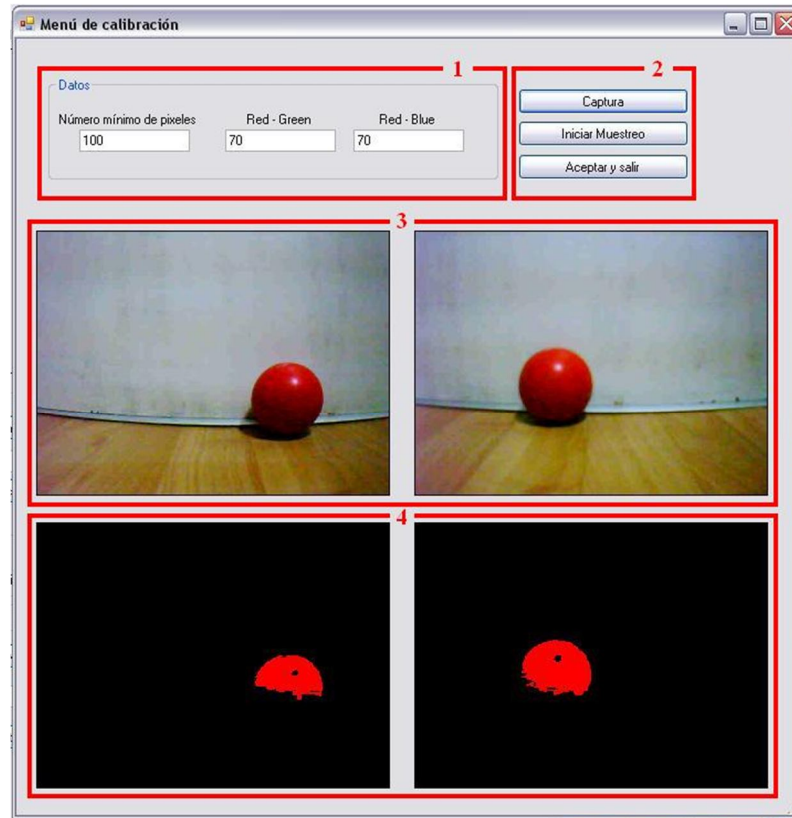 Menú de calibración
1
2
Datos
Número mínimo de pixeles Red - Green Red - Blue
100 70 70
Captura
Iniciar Muestreo
Aceptar y salir
3
4